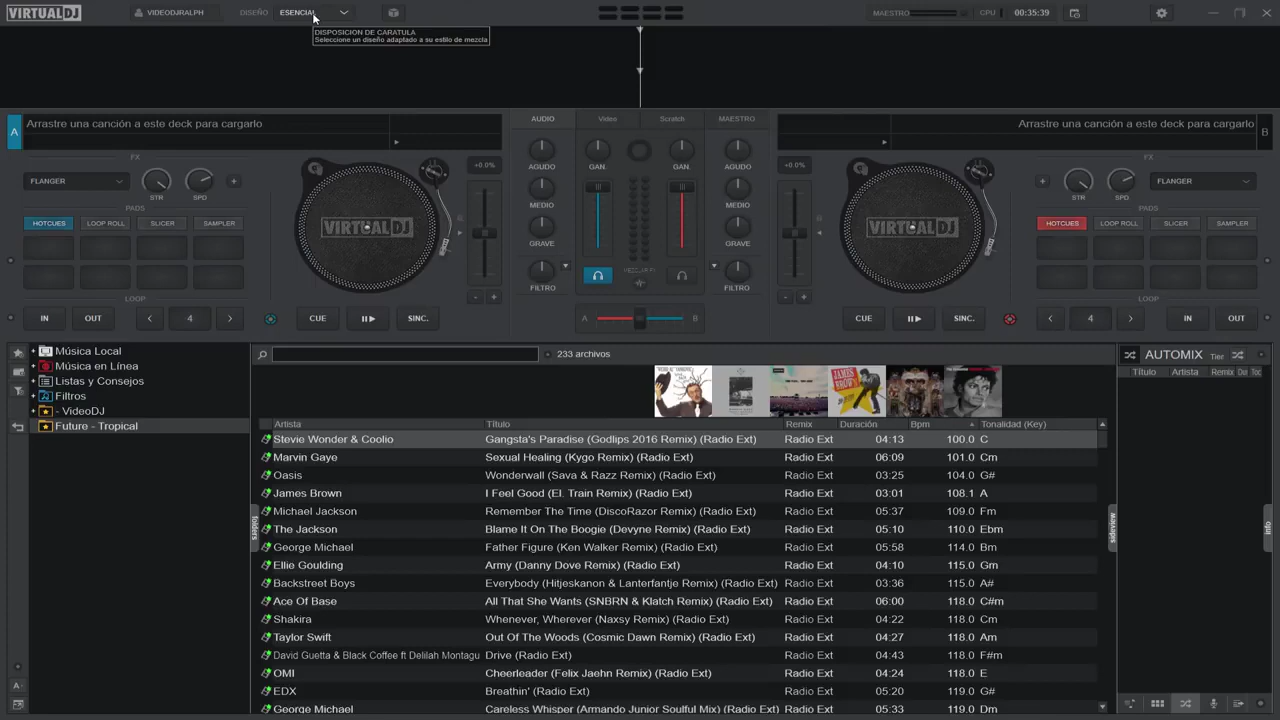 VIRTUALDJ
VIDEODJRALPH
DISEÑO ESENCIAL
MAESTRO CPU 00:35:39
DISPOSICION DE CARATULA
Seleccione un diseño adaptado a su estilo de mezcla
A Arrastre una canción a este deck para cargarlo
AUDIO Video Scratch MAESTRO
Arrastre una canción a este deck para cargarlo B
FX
FLANGER
STR SPD
+0.0%
PADS
HOTCUES LOOP ROLL SLICER SAMPLER
LOOP
IN OUT < 4 >
CUE SINC.
- +
VIRTUAL DJ
AGUDO
MEDIO
GRAVE
FILTRO
GAN. GAN.
A B
AGUDO
MEDIO
GRAVE
FILTRO
+0.0%
VIRTUAL DJ
- +
FX
FLANGER
STR SPD
PADS
HOTCUES LOOP ROLL SLICER SAMPLER
LOOP
CUE SINC.
< 4 > IN OUT
Música Local
Música en Línea
Listas y Consejos
Filtros
- VideoDJ
Future - Tropical
folders
233 archivos
Artista Título Remix Duración Bpm Tonalidad (Key)
Stevie Wonder & Coolio Gangsta's Paradise (Godlips 2016 Remix) (Radio Ext) Radio Ext 04:13 100.0 C
Marvin Gaye Sexual Healing (Kygo Remix) (Radio Ext) Radio Ext 06:09 101.0 Cm
Oasis Wonderwall (Sava & Razz Remix) (Radio Ext) Radio Ext 03:25 104.0 G#
James Brown I Feel Good (El. Train Remix) (Radio Ext) Radio Ext 03:01 108.1 A
Michael Jackson Remember The Time (DiscoRazor Remix) (Radio Ext) Radio Ext 05:37 109.0 Fm
The Jackson Blame It On The Boogie (Devyne Remix) (Radio Ext) Radio Ext 05:10 110.0 Ebm
George Michael Father Figure (Ken Walker Remix) (Radio Ext) Radio Ext 05:58 114.0 Bm
Ellie Goulding Army (Danny Dove Remix) (Radio Ext) Radio Ext 04:10 115.0 Gm
Backstreet Boys Everybody (Hitjeskanon & Lanterfantje Remix) (Radio Ext) Radio Ext 03:36 115.0 A#
Ace Of Base All That She Wants (SNBRN & Klatch Remix) (Radio Ext) Radio Ext 06:00 118.0 C#m
Shakira Whenever, Wherever (Naxsy Remix) (Radio Ext) Radio Ext 04:22 118.0 Cm
Taylor Swift Out Of The Woods (Cosmic Dawn Remix) (Radio Ext) Radio Ext 04:27 118.0 Am
David Guetta & Black Coffee ft Delilah Montagu Drive (Radio Ext) Radio Ext 04:43 118.0 F#m
OMI Cheerleader (Felix Jaehn Remix) (Radio Ext) Radio Ext 04:24 118.0 E
EDX Breathin' (Radio Ext) Radio Ext 05:20 119.0 G#
George Michael Careless Whisper (Armando Junior Soulful Mix) (Radio Ext) Radio Ext 07:09 119.0 Dm
sideview
AUTOMIX Tier
Título Artista Remix
info